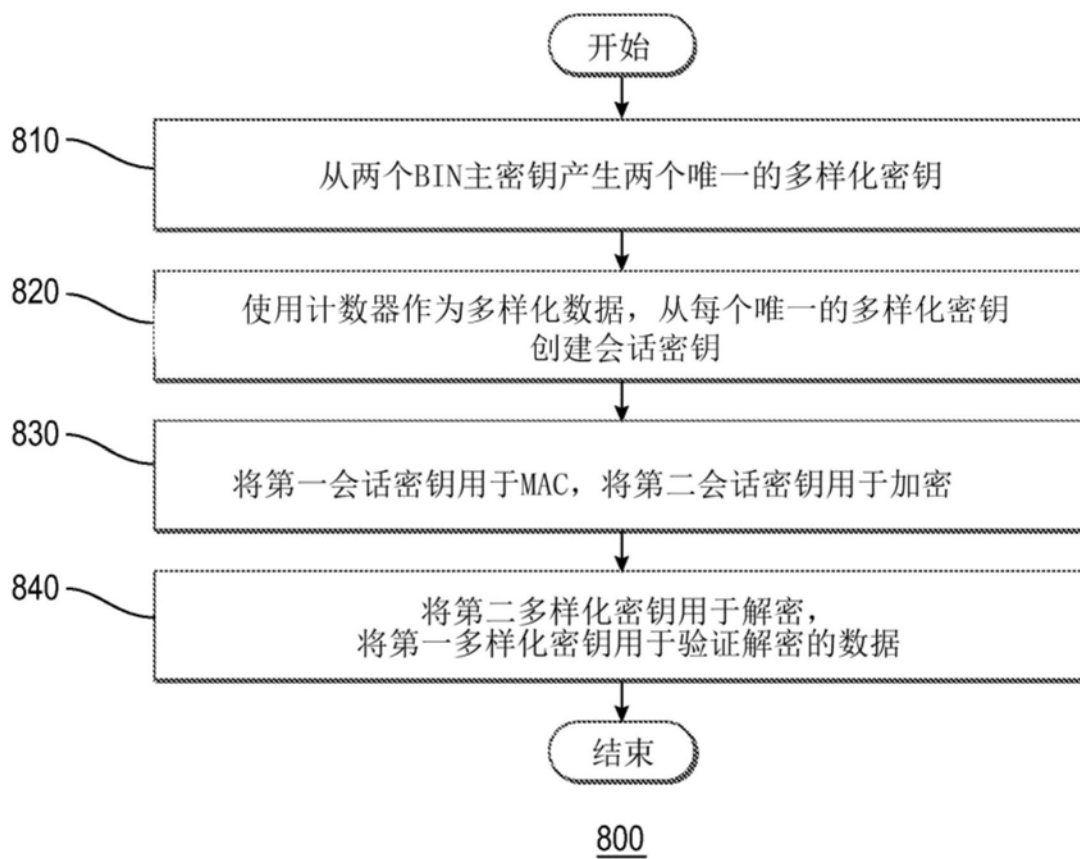 开始
810
从两个BIN主密钥产生两个唯一的多样化密钥
820
使用计数器作为多样化数据，从每个唯一的多样化密钥
创建会话密钥
830
将第一会话密钥用于MAC，将第二会话密钥用于加密
840
将第二多样化密钥用于解密，
将第一多样化密钥用于验证解密的数据
结束
800